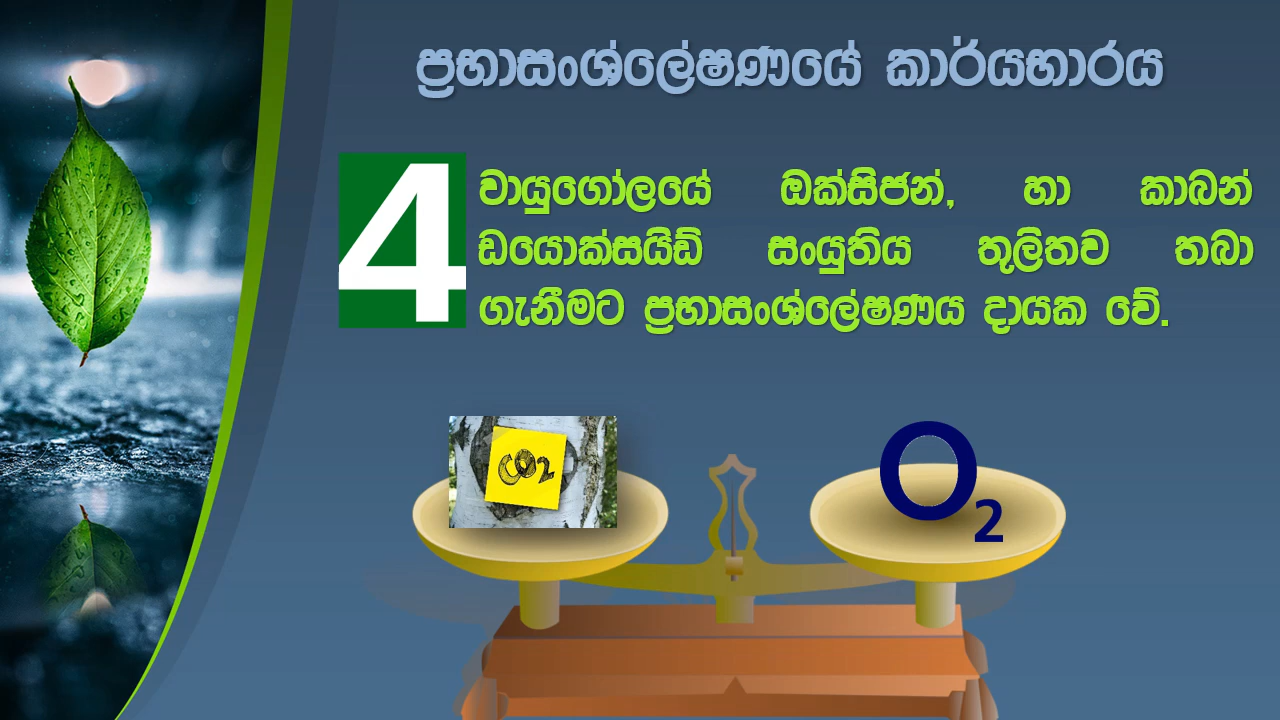 ප්‍රභාසංශ්ලේෂණයේ කාර්යභාරය
4
වායුගෝලයේ ඔක්සිජන්, හා කාබන්
ඩයොක්සයිඩ් සංයුතිය තුලිතව තබා
ගැනීමට ප්‍රභාසංශ්ලේෂණය දායක වේ.
CO2
O2